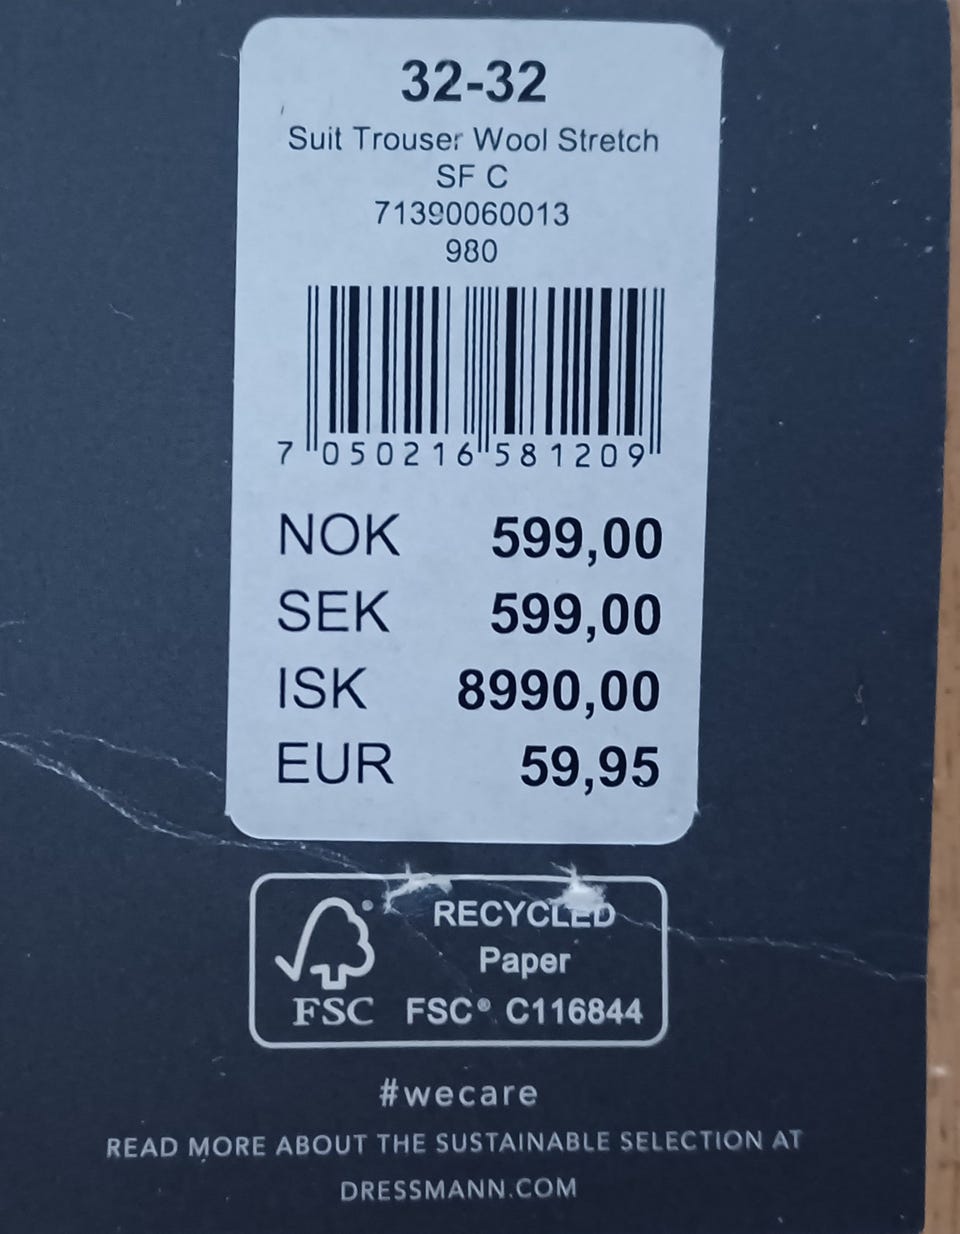 32-32
Suit Trouser Wool Stretch
SF C
71390060013
980
7 050216 581209
NOK 599,00
SEK 599,00
ISK 8990,00
EUR 59,95
FSC
®
RECYCLED
Paper
FSC® C116844
#wecare
READ MORE ABOUT THE SUSTAINABLE SELECTION AT
DRESSMANN.COM